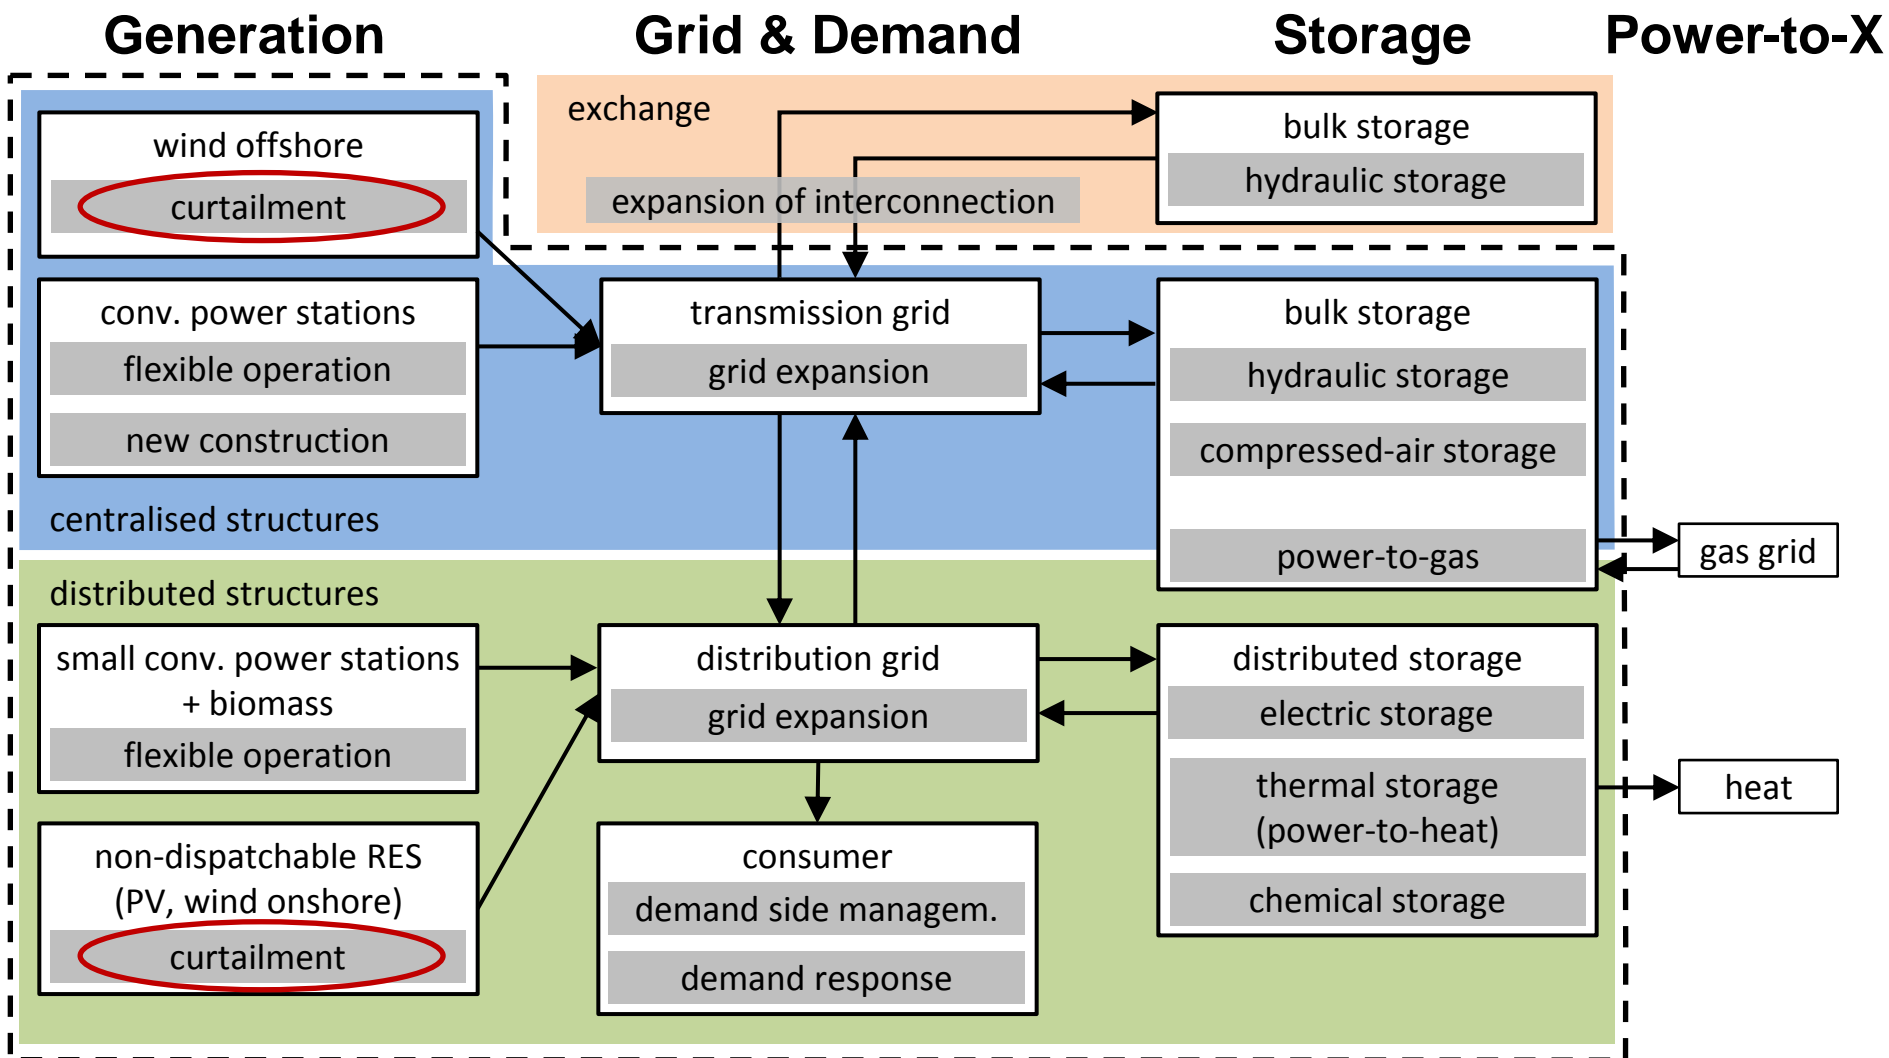 Generation
Grid & Demand
Storage
Power-to-X
exchange
wind offshore
curtailment
expansion of interconnection
bulk storage
hydraulic storage
conv. power stations
flexible operation
new construction
centralised structures
transmission grid
grid expansion
bulk storage
hydraulic storage
compressed-air storage
power-to-gas
gas grid
distributed structures
small conv. power stations
+ biomass
flexible operation
non-dispatchable RES
(PV, wind onshore)
curtailment
distribution grid
grid expansion
consumer
demand side managem.
demand response
distributed storage
electric storage
thermal storage
(power-to-heat)
chemical storage
heat